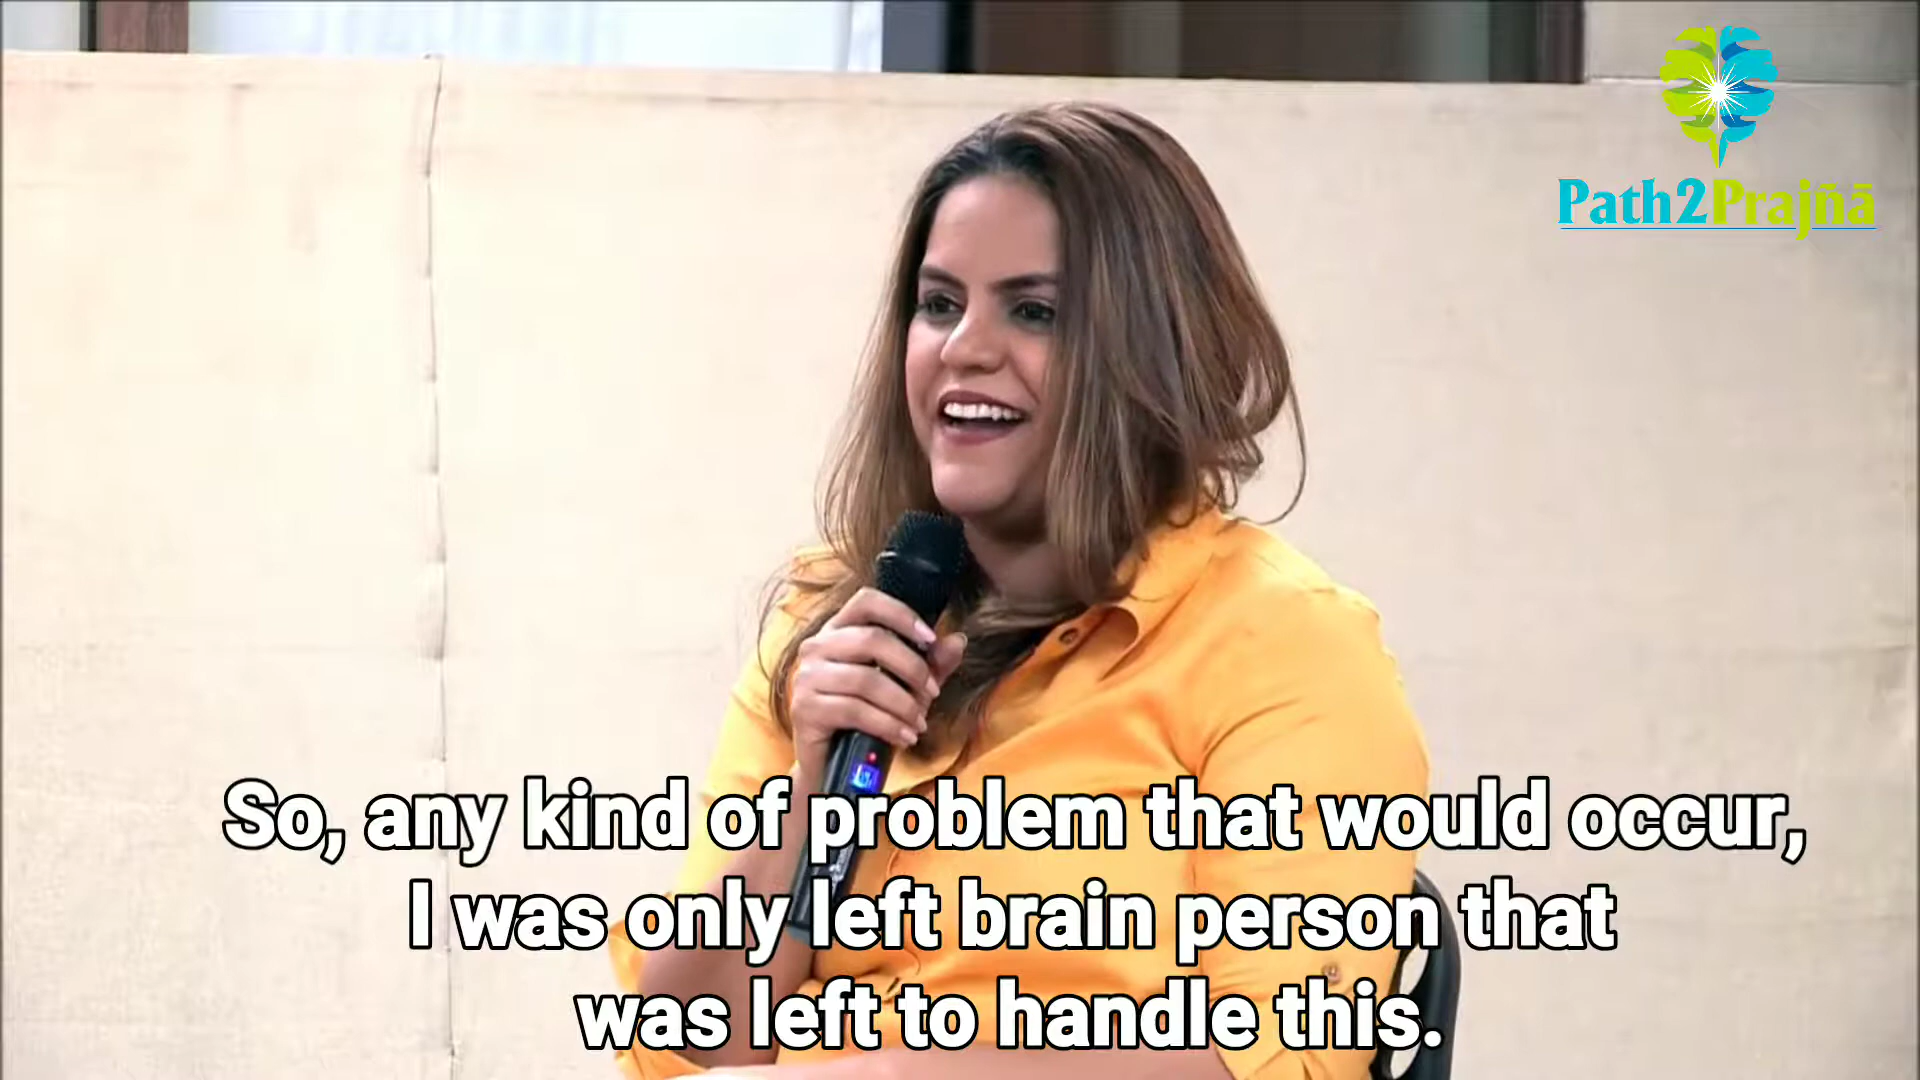 Path2Prajñā
So, any kind of problem that would occur,
I was only left brain person that
was left to handle this.